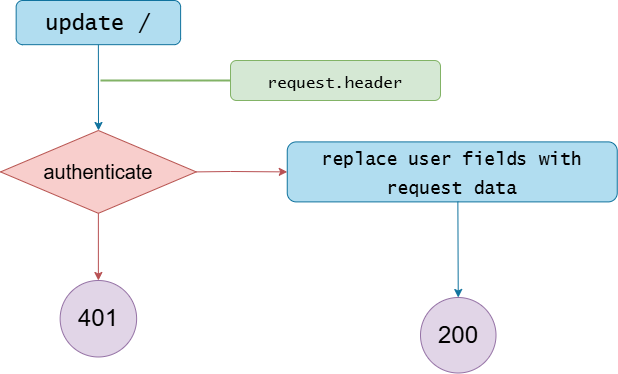 update /
request.header
authenticate
replace user fields with
request data
401
200